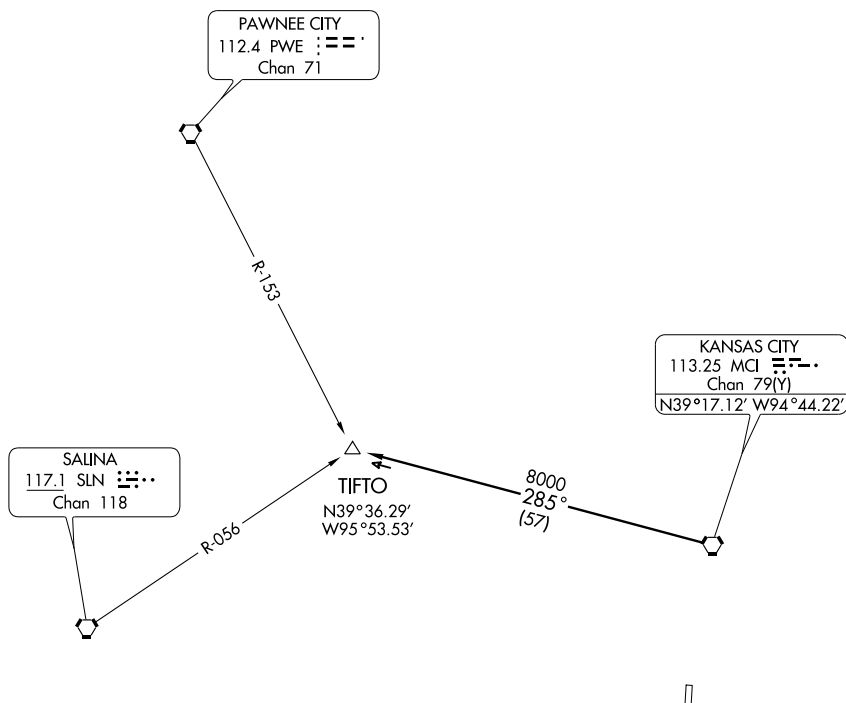 PAWNEE CITY
112.4 PWE
Chan 71
R-153
KANSAS CITY
113.25 MCI
Chan 79(Y)
N39°17.12' W94°44.22'
SALINA
117.1 SLN
Chan 118
R-056
TIFTO
N39°36.29'
W95°53.53'
8000
285°
(57)